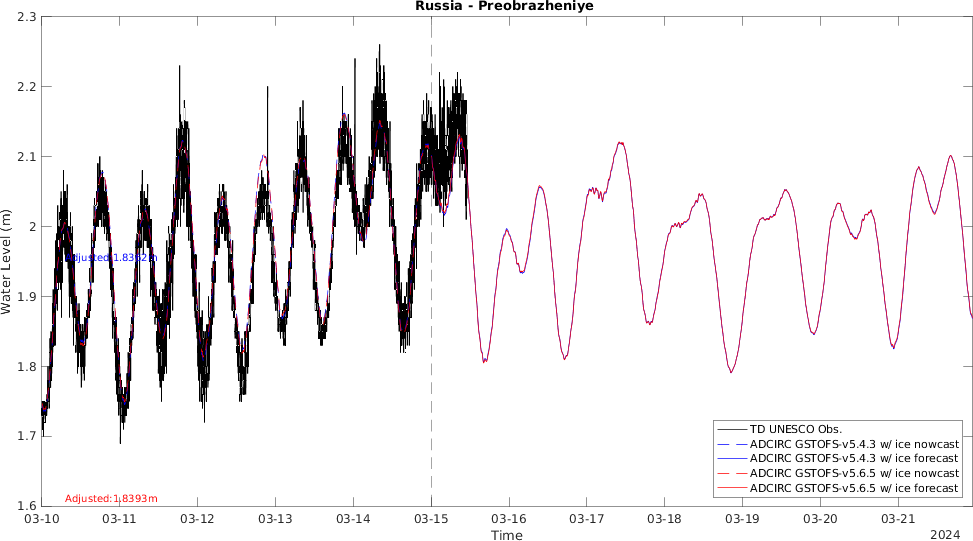 Russia - Preobrazheniye
Water Level (m)
2.3
2.2
2.1
2
1.9
1.8
1.7
1.6
Adjusted:1.8362m
Adjusted:1.8393m
TD UNESCO Obs.
ADCIRC GSTOFS-v5.4.3 w/ ice nowcast
ADCIRC GSTOFS-v5.4.3 w/ ice forecast
ADCIRC GSTOFS-v5.6.5 w/ ice nowcast
ADCIRC GSTOFS-v5.6.5 w/ ice forecast
03-10 03-11 03-12 03-13 03-14 03-15 03-16 03-17 03-18 03-19 03-20 03-21
Time
2024